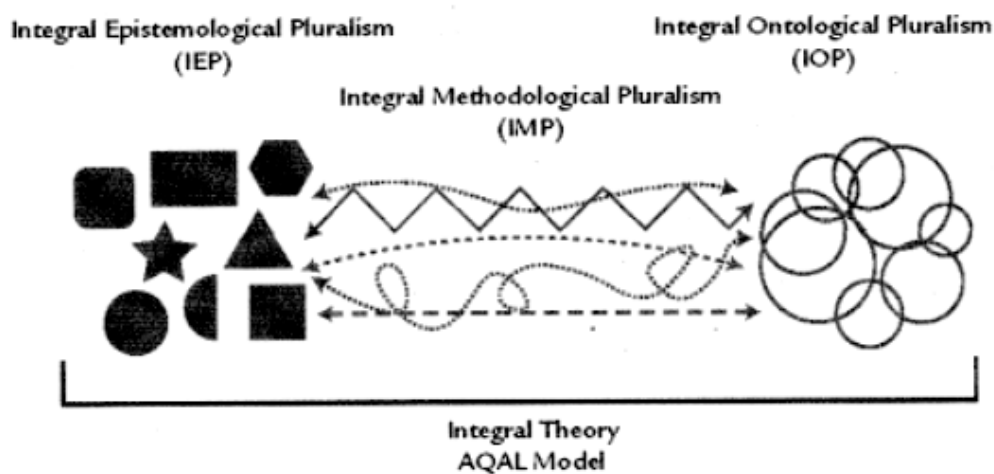 Integral Epistemological Pluralism
(IEP)
Integral Ontological Pluralism
(IOP)
Integral Methodological Pluralism
(IMP)
Integral Theory
AQAL Model